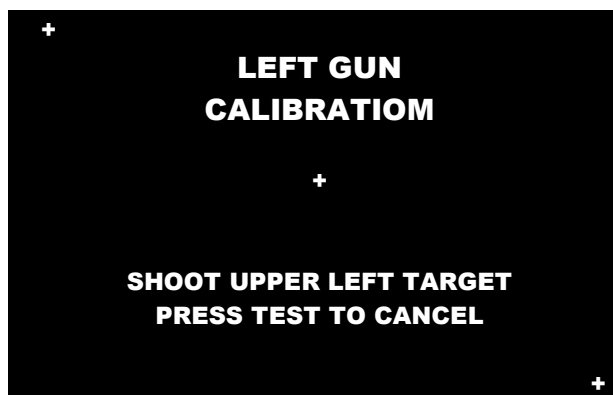 LEFT GUN
CALIBRATIOM
SHOOT UPPER LEFT TARGET
PRESS TEST TO CANCEL